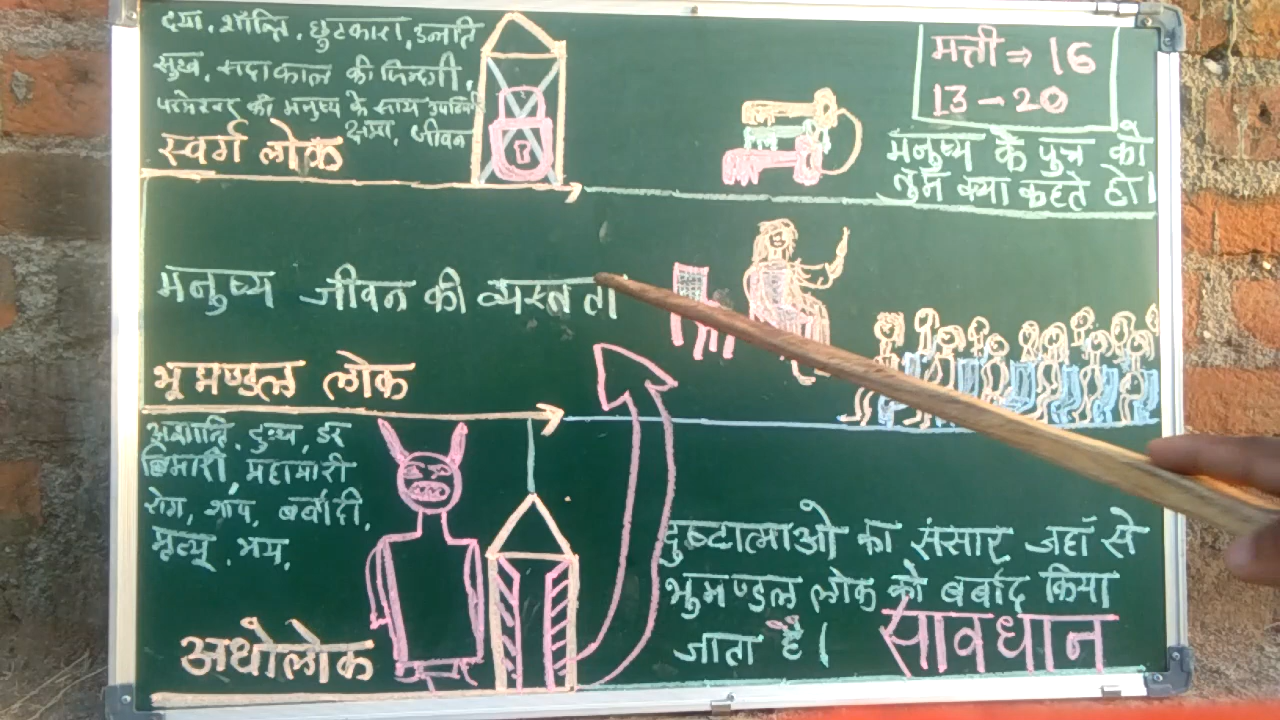 दया, शान्ति, छुटकारा, उन्नति
सुख, सदाकाल की जिन्दगी,
परमेश्वर की मनुष्य के साथ
क्षमा, जीवन
स्वर्ग लोक
मत्ती ⇒ 16
13 – 20
मनुष्य के पुत्र को
तुम क्या कहते हो।
मनुष्य जीवन की व्यस्तता
भूमण्डल लोक
अशान्ति, दुःख, डर
बिमारी, महामारी
रोग, शॉप, बर्बादी,
मृत्यू, भय,
अधोलोक
दुष्टात्माओ का संसार, जहाँ से
भुमण्डल लोक को बर्बाद किया
जाता है।
सावधान